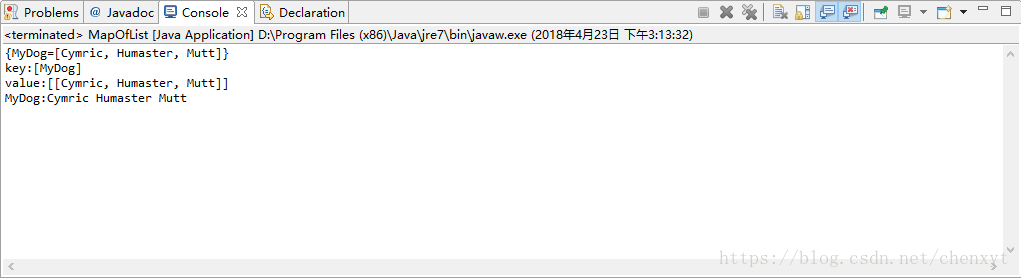 Problems @ Javadoc Console Declaration
<terminated> MapOfList [Java Application] D:\Program Files (x86)\Java\jre7\bin\javaw.exe (2018年4月23日 下午3:13:32)
{MyDog=[Cymric, Humaster, Mutt]}
key:[MyDog]
value:[[Cymric, Humaster, Mutt]]
MyDog:Cymric Humaster Mutt
https://blog.csdn.net/chenxyt